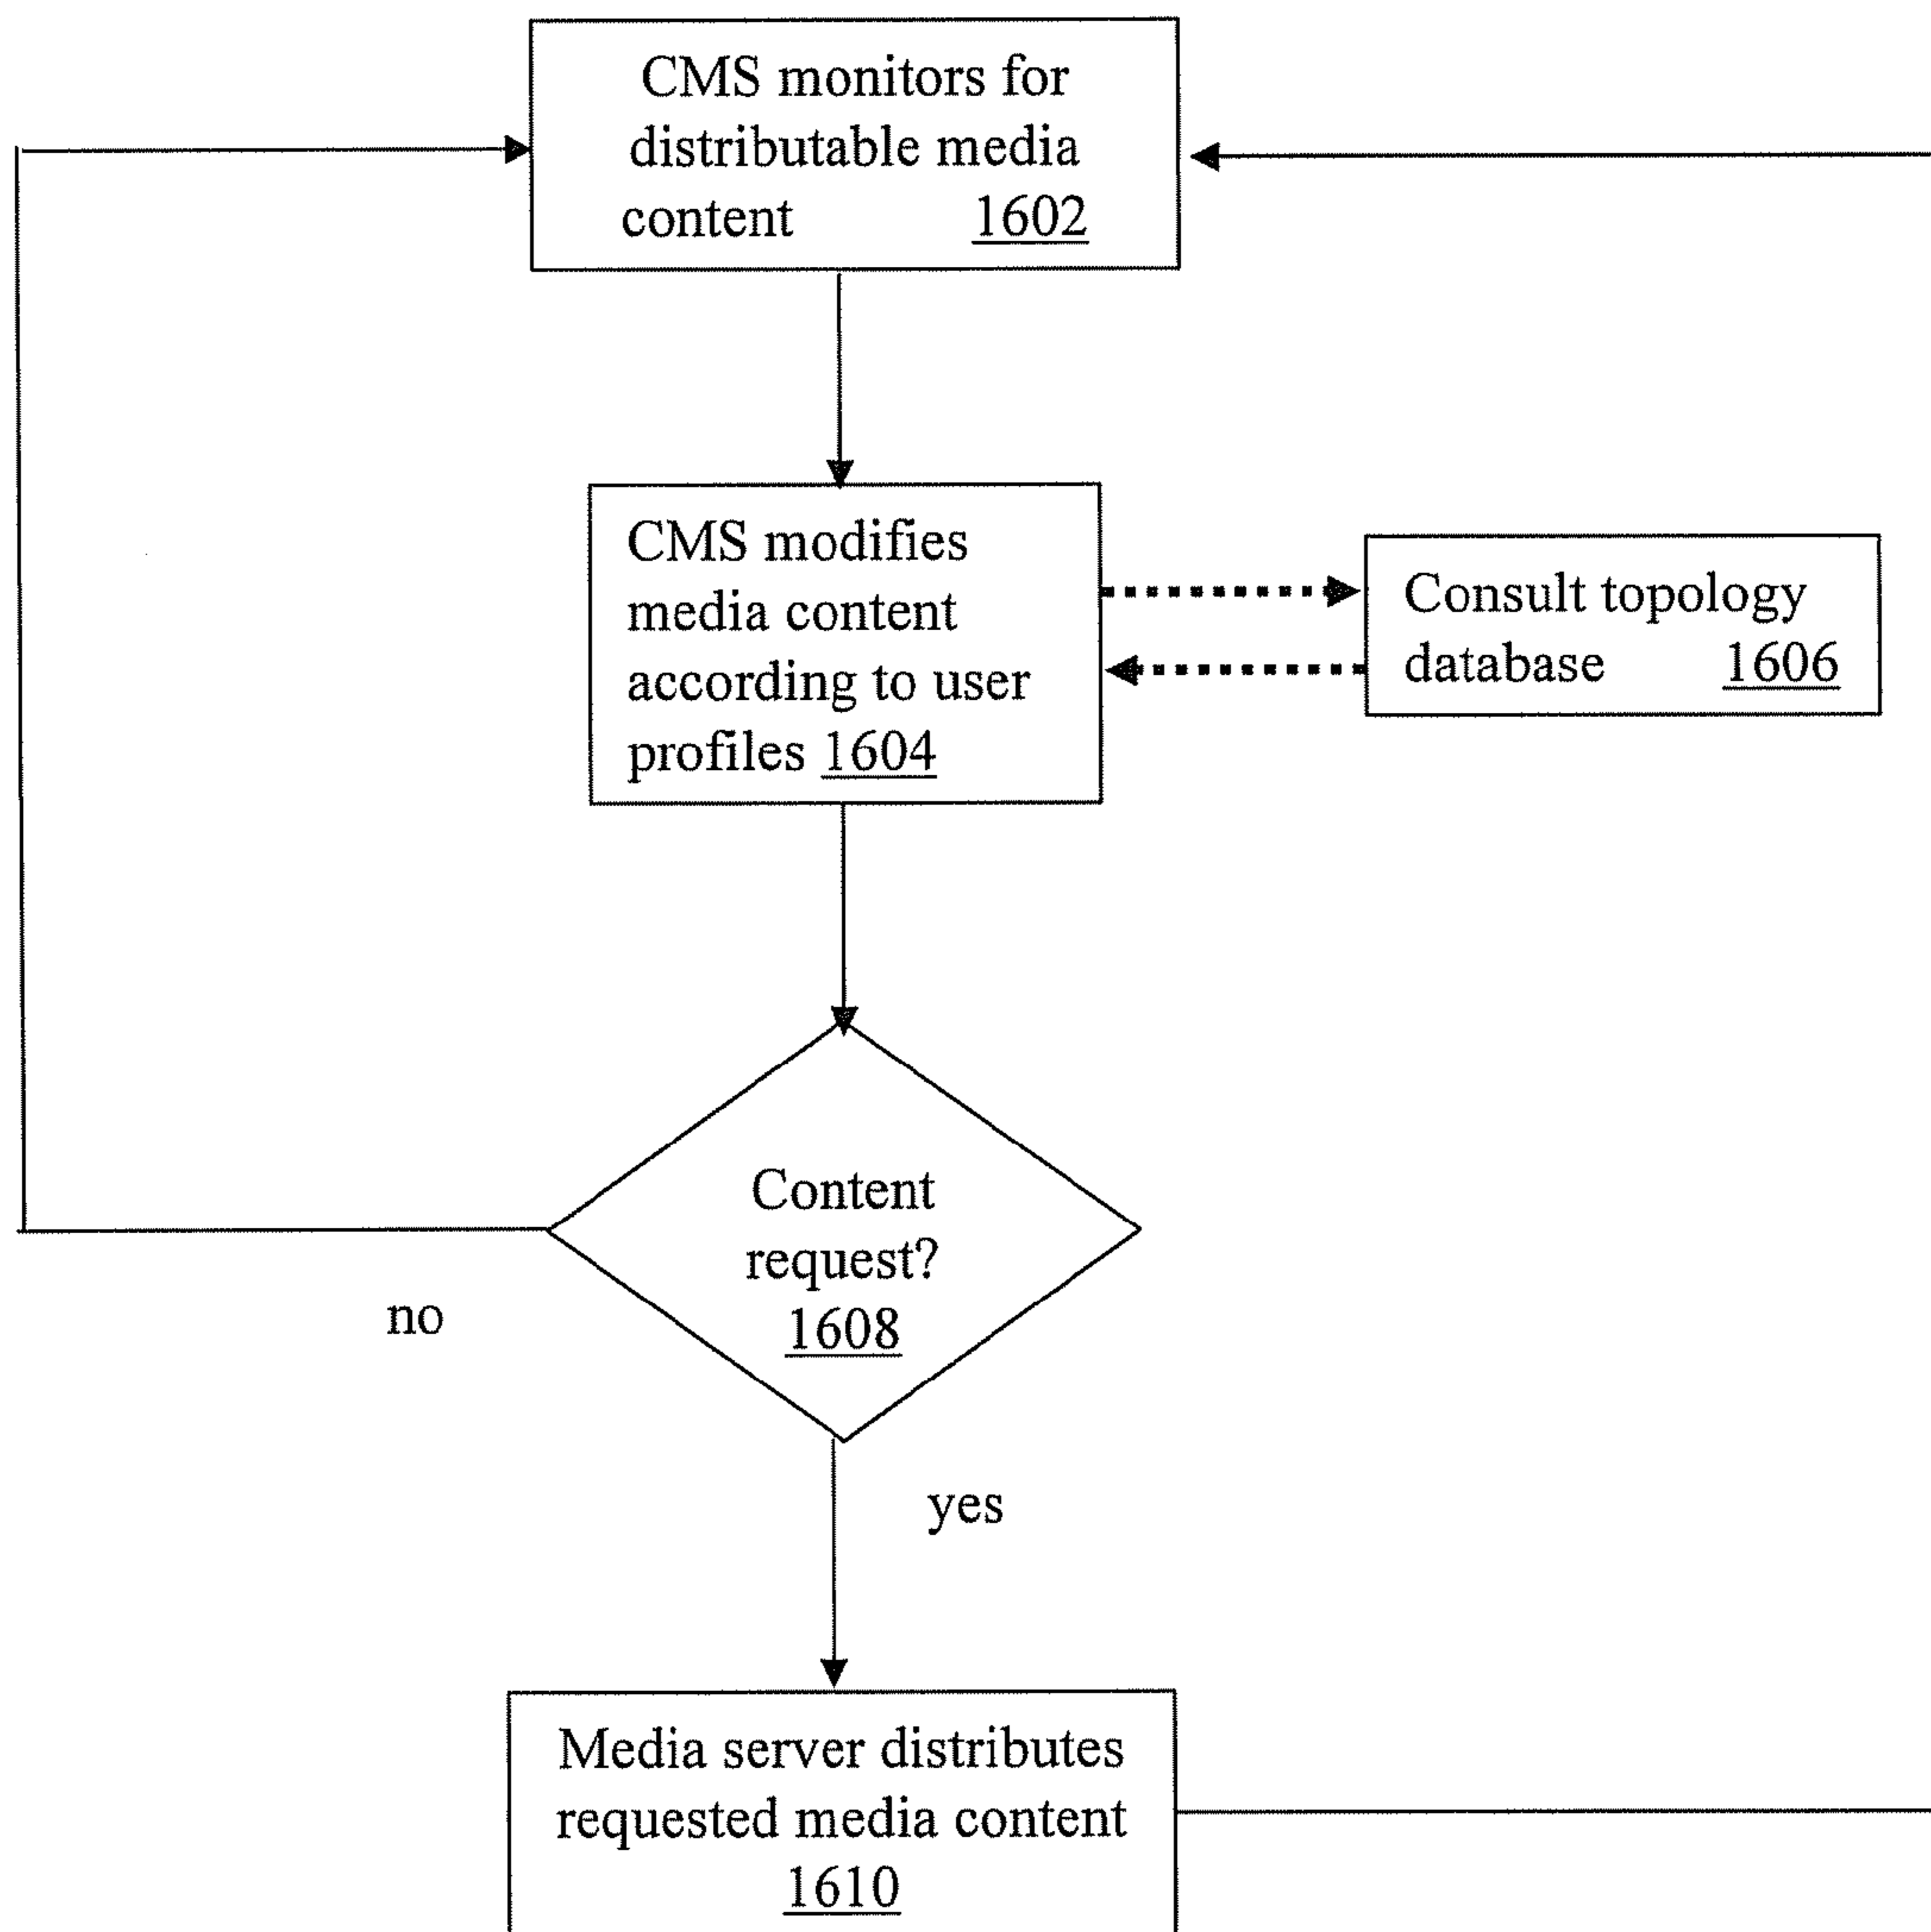 CMS monitors for
distributable media
content 1602
CMS modifies
media content
according to user
profiles 1604
Consult topology
database 1606
Content
request?
1608
no
yes
Media server distributes
requested media content
1610